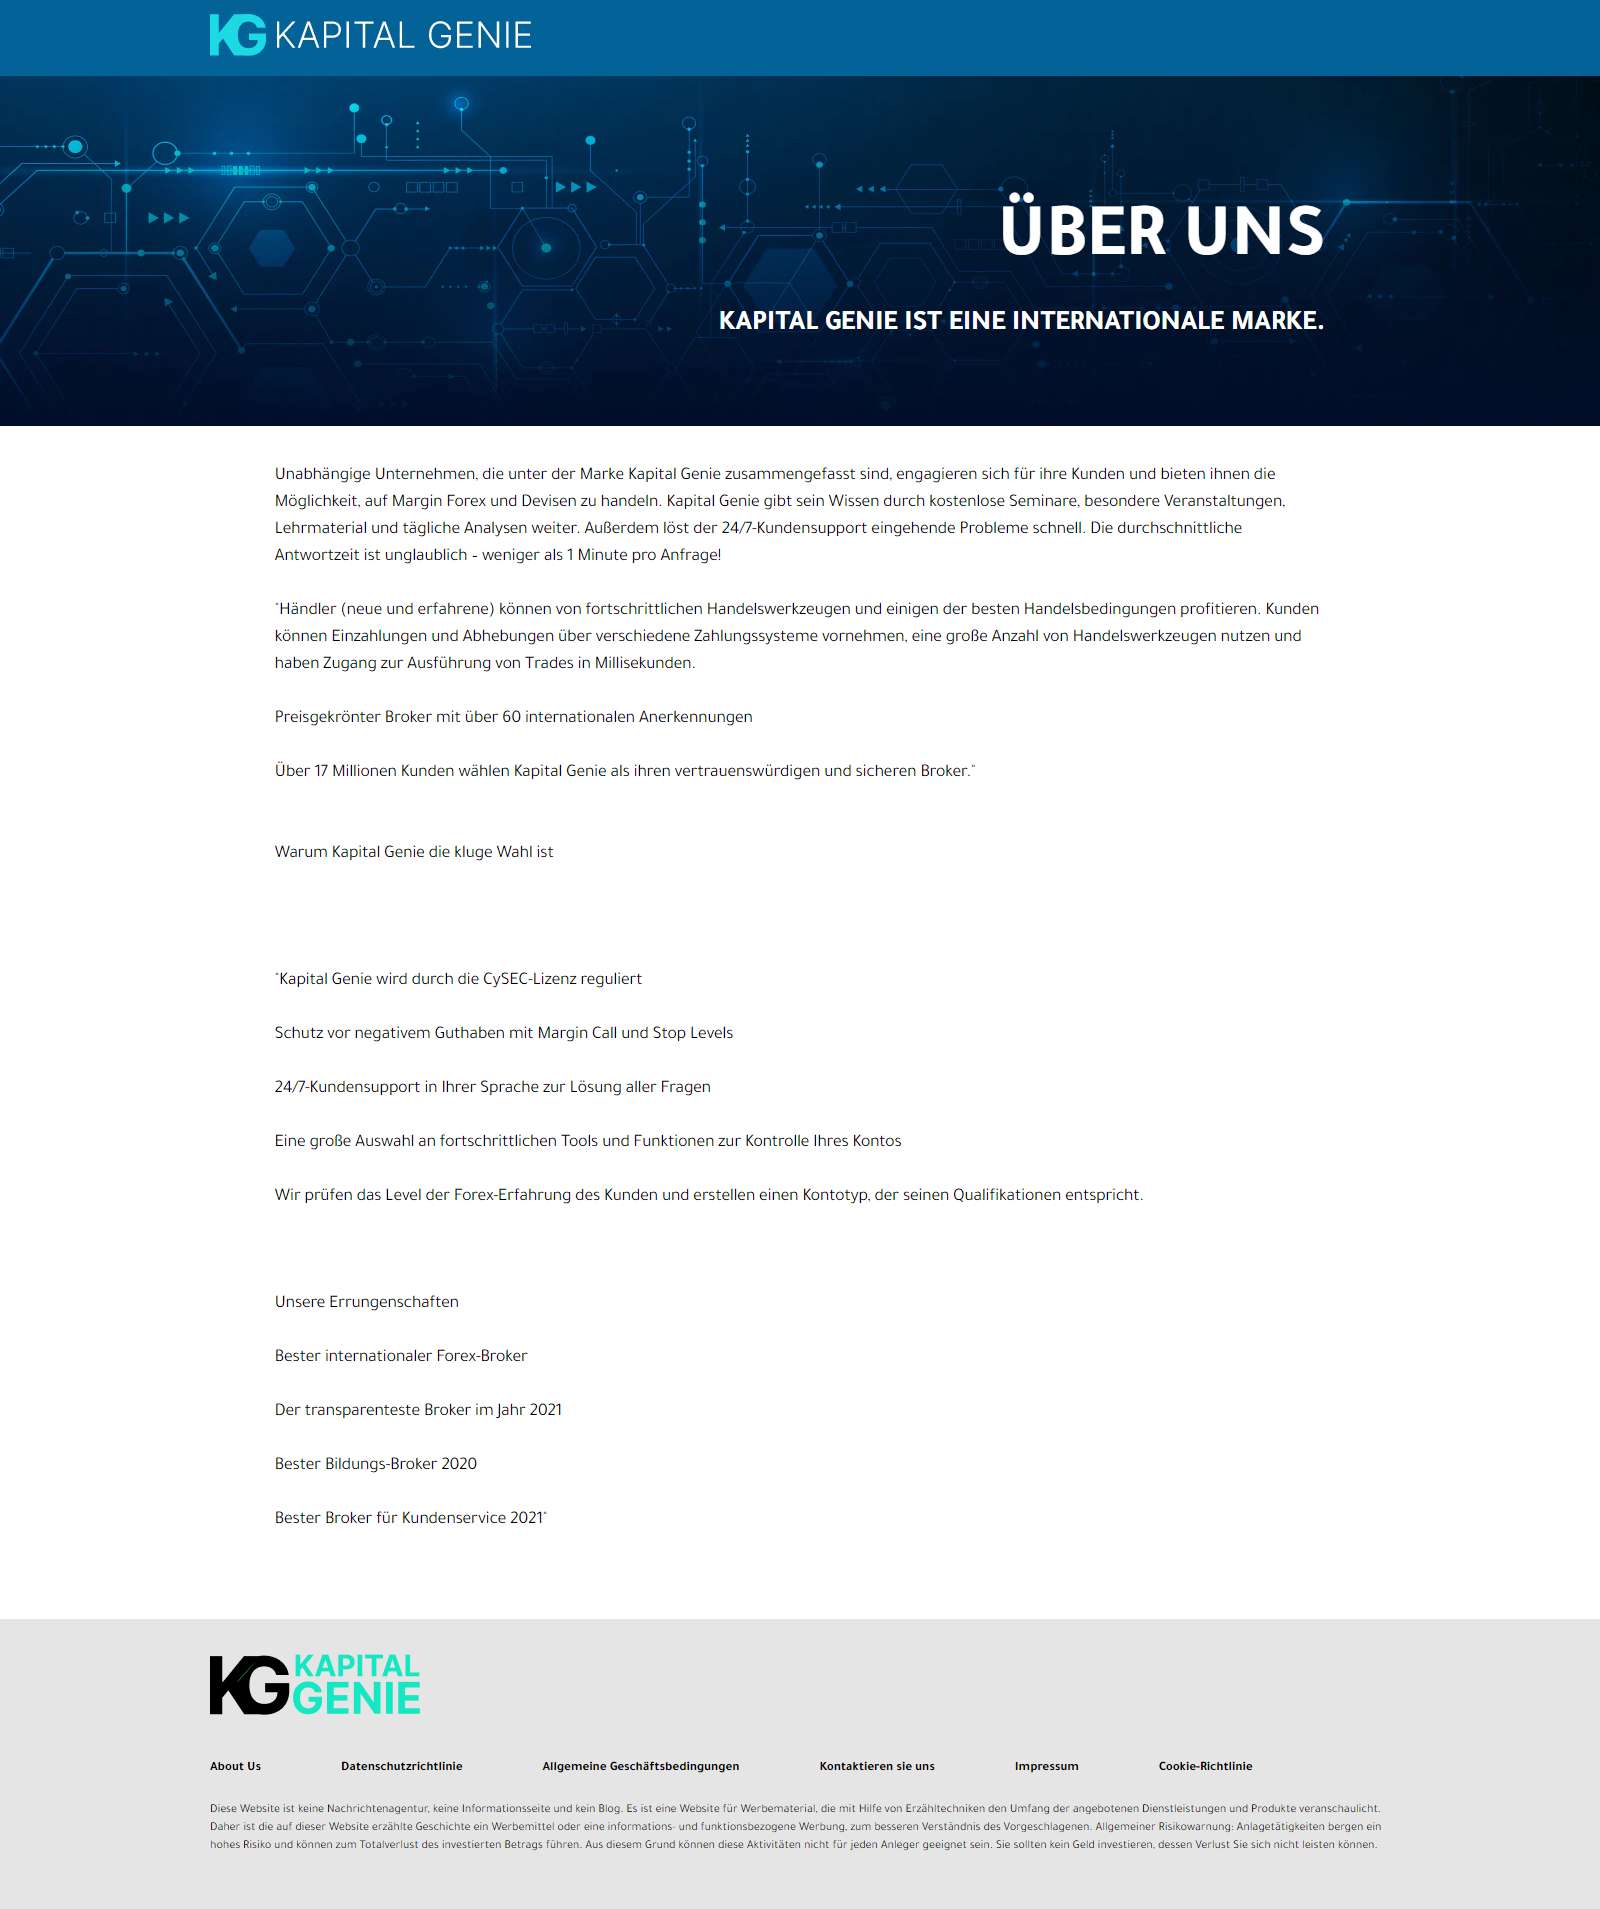 KG KAPITAL GENIE
ÜBER UNS
KAPITAL GENIE IST EINE INTERNATIONALE MARKE.
Unabhängige Unternehmen, die unter der Marke Kapital Genie zusammengefasst sind, engagieren sich für ihre Kunden und bieten ihnen die
Möglichkeit, auf Margin Forex und Devisen zu handeln. Kapital Genie gibt sein Wissen durch kostenlose Seminare, besondere Veranstaltungen,
Lehrmaterial und tägliche Analysen weiter. Außerdem löst der 24/7-Kundensupport eingehende Probleme schnell. Die durchschnittliche
Antwortzeit ist unglaublich – weniger als 1 Minute pro Anfrage!
"Händler (neue und erfahrene) können von fortschrittlichen Handelswerkzeugen und einigen der besten Handelsbedingungen profitieren. Kunden
können Einzahlungen und Abhebungen über verschiedene Zahlungssysteme vornehmen, eine große Anzahl von Handelswerkzeugen nutzen und
haben Zugang zur Ausführung von Trades in Millisekunden.
Preisgekrönter Broker mit über 60 internationalen Anerkennungen
Über 17 Millionen Kunden wählen Kapital Genie als ihren vertrauenswürdigen und sicheren Broker."
Warum Kapital Genie die kluge Wahl ist
"Kapital Genie wird durch die CySEC-Lizenz reguliert
Schutz vor negativem Guthaben mit Margin Call und Stop Levels
24/7-Kundensupport in Ihrer Sprache zur Lösung aller Fragen
Eine große Auswahl an fortschrittlichen Tools und Funktionen zur Kontrolle Ihres Kontos
Wir prüfen das Level der Forex-Erfahrung des Kunden und erstellen einen Kontotyp, der seinen Qualifikationen entspricht.
Unsere Errungenschaften
Bester internationaler Forex-Broker
Der transparenteste Broker im Jahr 2021
Bester Bildungs-Broker 2020
Bester Broker für Kundenservice 2021"
KG KAPITAL
GENIE
About Us Datenschutzrichtlinie Allgemeine Geschäftsbedingungen Kontaktieren sie uns Impressum Cookie-Richtlinie
Diese Website ist keine Nachrichtenagentur, keine Informationsseite und kein Blog. Es ist eine Website für Werbematerial, die mit Hilfe von Erzähltechniken den Umfang der angebotenen Dienstleistungen und Produkte veranschaulicht.
Daher ist die auf dieser Website erzählte Geschichte ein Werbemittel oder eine informations- und funktionsbezogene Werbung, zum besseren Verständnis des Vorgeschlagenen. Allgemeiner Risikowarnung: Anlagetätigkeiten bergen ein
hohes Risiko und können zum Totalverlust des investierten Betrags führen. Aus diesem Grund können diese Aktivitäten nicht für jeden Anleger geeignet sein. Sie sollten kein Geld investieren, dessen Verlust Sie sich nicht leisten können.